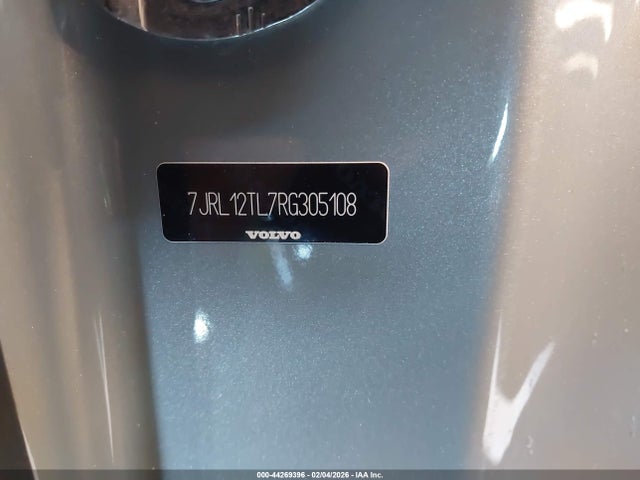 7JRL12TL7RG305108
VOLVO
000-44269396 - 02/04/2026 - IAA Inc.